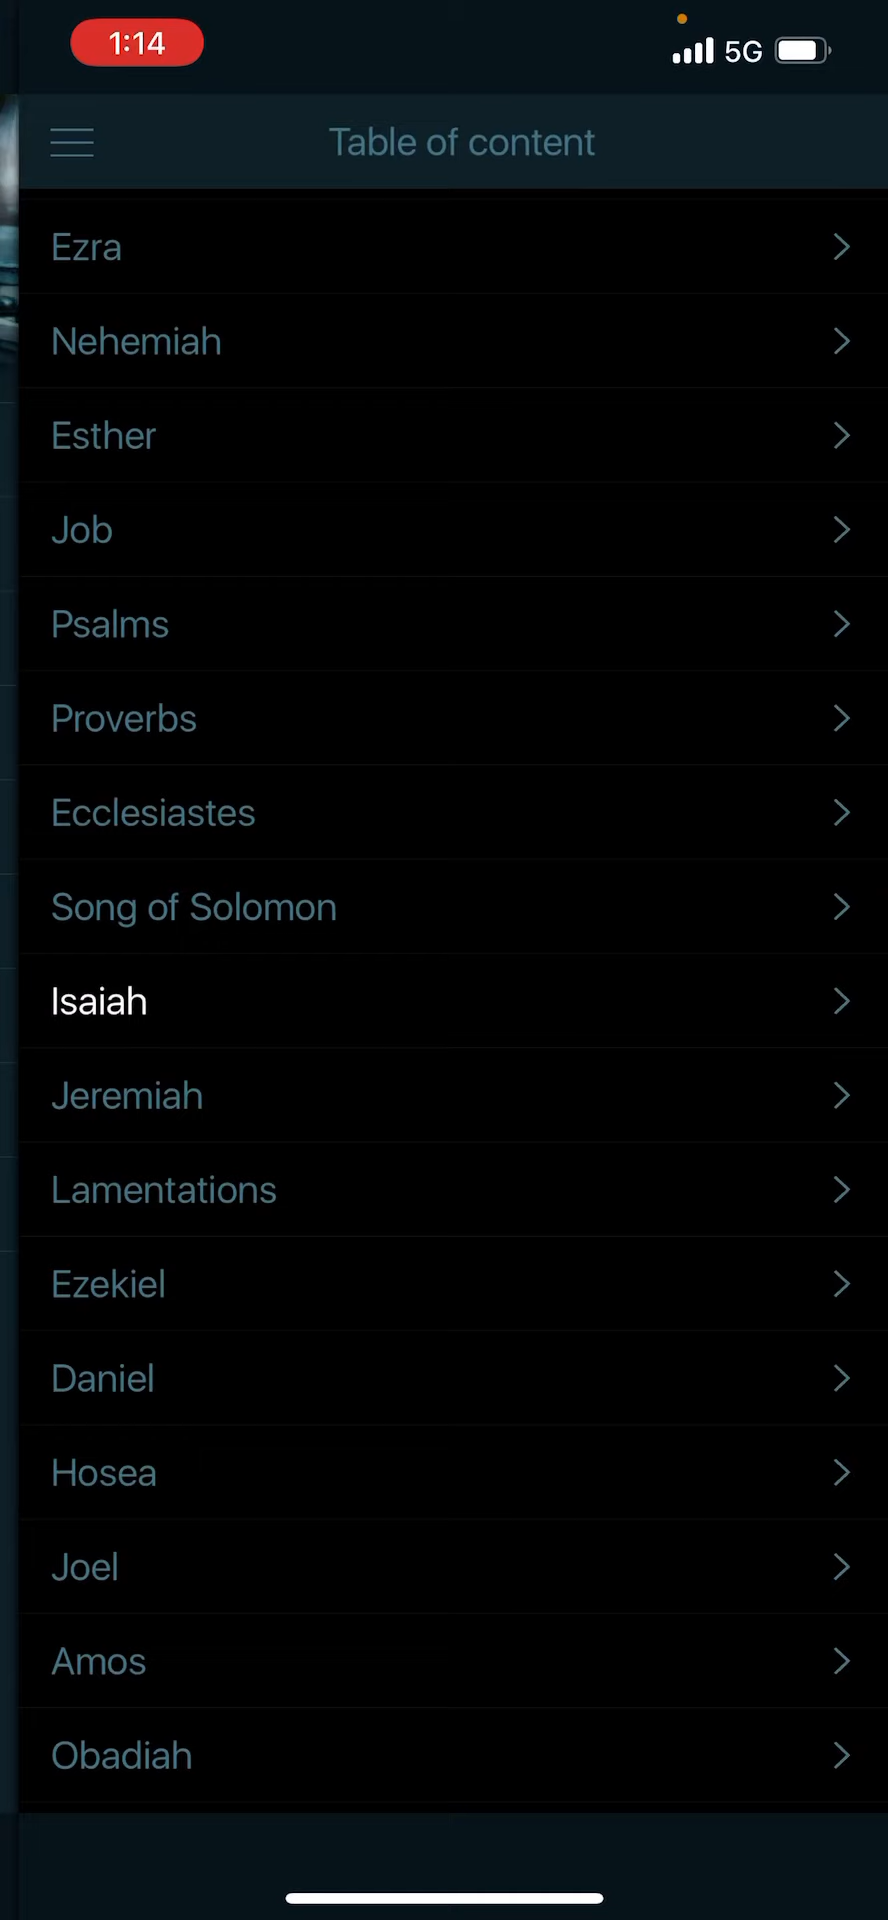 1:14
5G
Table of content
Ezra
Nehemiah
Esther
Job
Psalms
Proverbs
Ecclesiastes
Song of Solomon
Isaiah
Jeremiah
Lamentations
Ezekiel
Daniel
Hosea
Joel
Amos
Obadiah